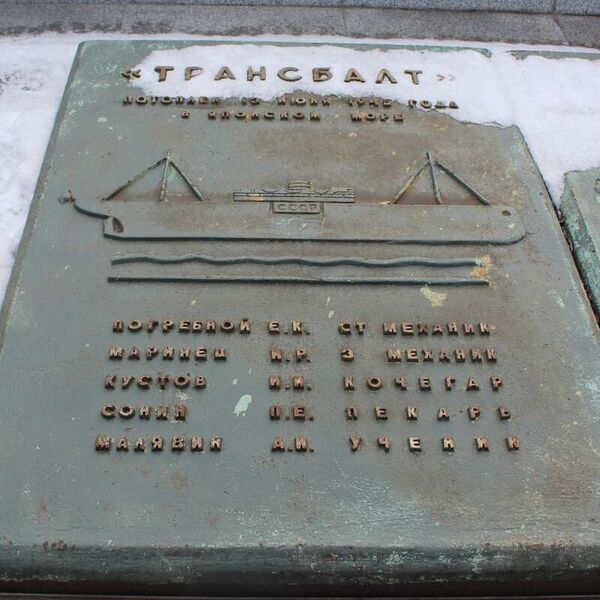 «ТРАНСБАЛТ»
ПОТОПЛЕН 13 ИЮНЯ 1945 ГОДА
В ЯПОНСКОМ МОРЕ
СССР
ПОГРЕБНОЙ Е.К. СТ МЕХАНИК
МАРИНЕЦ И.Р. 3 МЕХАНИК
КУСТОВ И.И. КОЧЕГАР
СОНИН П.Е. ПЕКАРЬ
МАЛЯВИН А.И. УЧЕНИК